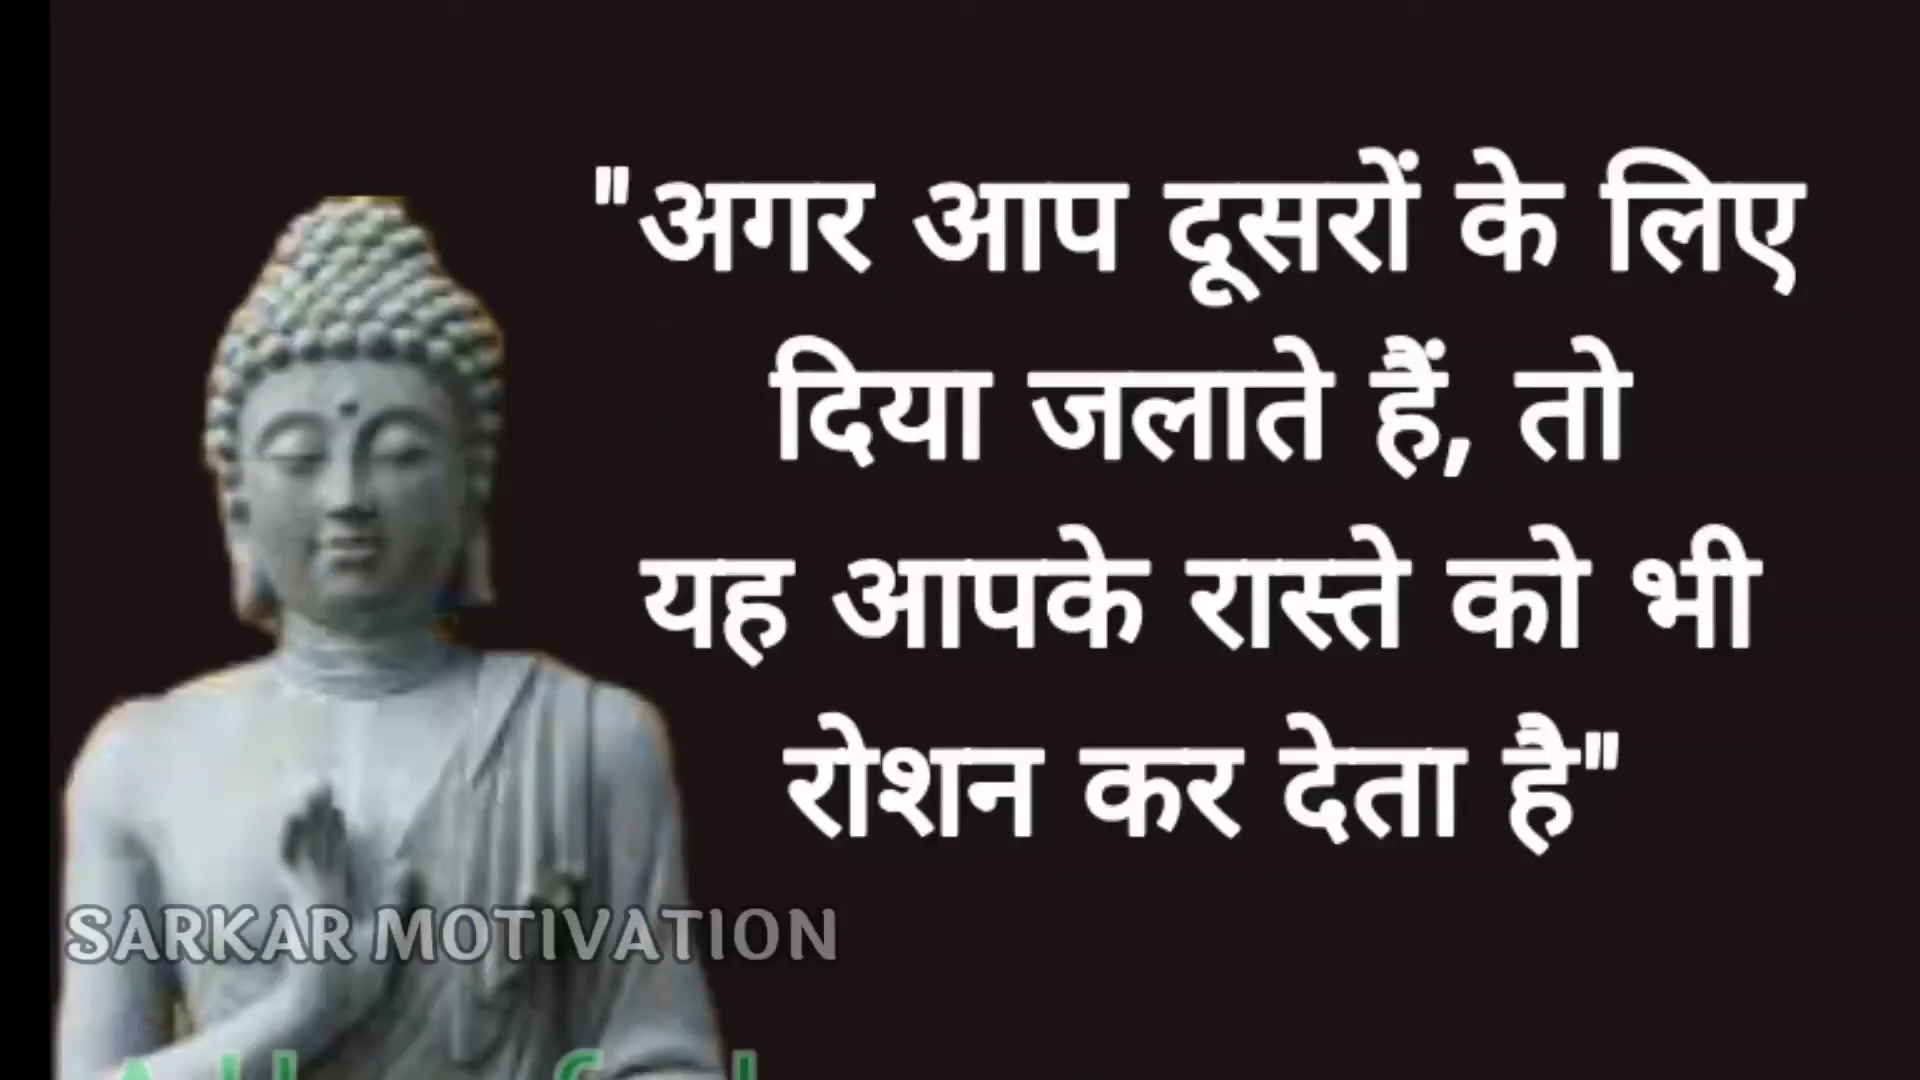 "अगर आप दूसरों के लिए
दिया जलाते हैं, तो
यह आपके रास्ते को भी
रोशन कर देता है"
SARKAR MOTIVATION